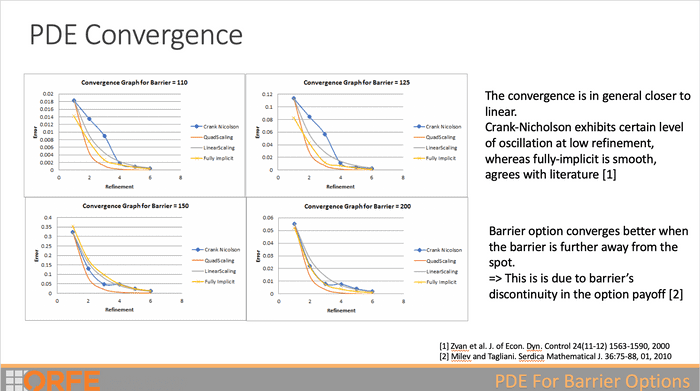 PDE Convergence
Convergence Graph for Barrier = 110
0.02
0.018
0.016
0.014
0.012
0.01
0.008
0.006
0.004
0.002
0
Error
0 2 4 6 8
Refinement
Crank Nicolson
QuadScaling
LinearScaling
Fully implicit
Convergence Graph for Barrier = 125
0.12
0.1
0.08
0.06
0.04
0.02
0
Error
0 2 4 6 8
Refinement
Crank Nicolson
QuadScaling
LinearScaling
Fully Implicit
The convergence is in general closer to
linear.
Crank-Nicholson exhibits certain level
of oscillation at low refinement,
whereas fully-implicit is smooth,
agrees with literature [1]
Convergence Graph for Barrier = 150
0.4
0.35
0.3
0.25
0.2
0.15
0.1
0.05
0
Error
0 2 4 6 8
Refinement
Crank Nicolson
QuadScaling
LinearScaling
Fully Implicit
Convergence Graph for Barrier = 200
0.06
0.05
0.04
0.03
0.02
0.01
0
Error
0 2 4 6 8
Refinement
Crank Nicolson
QuadScaling
LinearScaling
Fully Implicit
Barrier option converges better when
the barrier is further away from the
spot.
=> This is is due to barrier's
discontinuity in the option payoff [2]
[1] Zvan et al. J. of Econ. Dyn. Control 24(11-12) 1563-1590, 2000
[2] Milev and Tagliani. Serdica Mathematical J. 36:75-88, 01, 2010
ORFE
PDE For Barrier Options